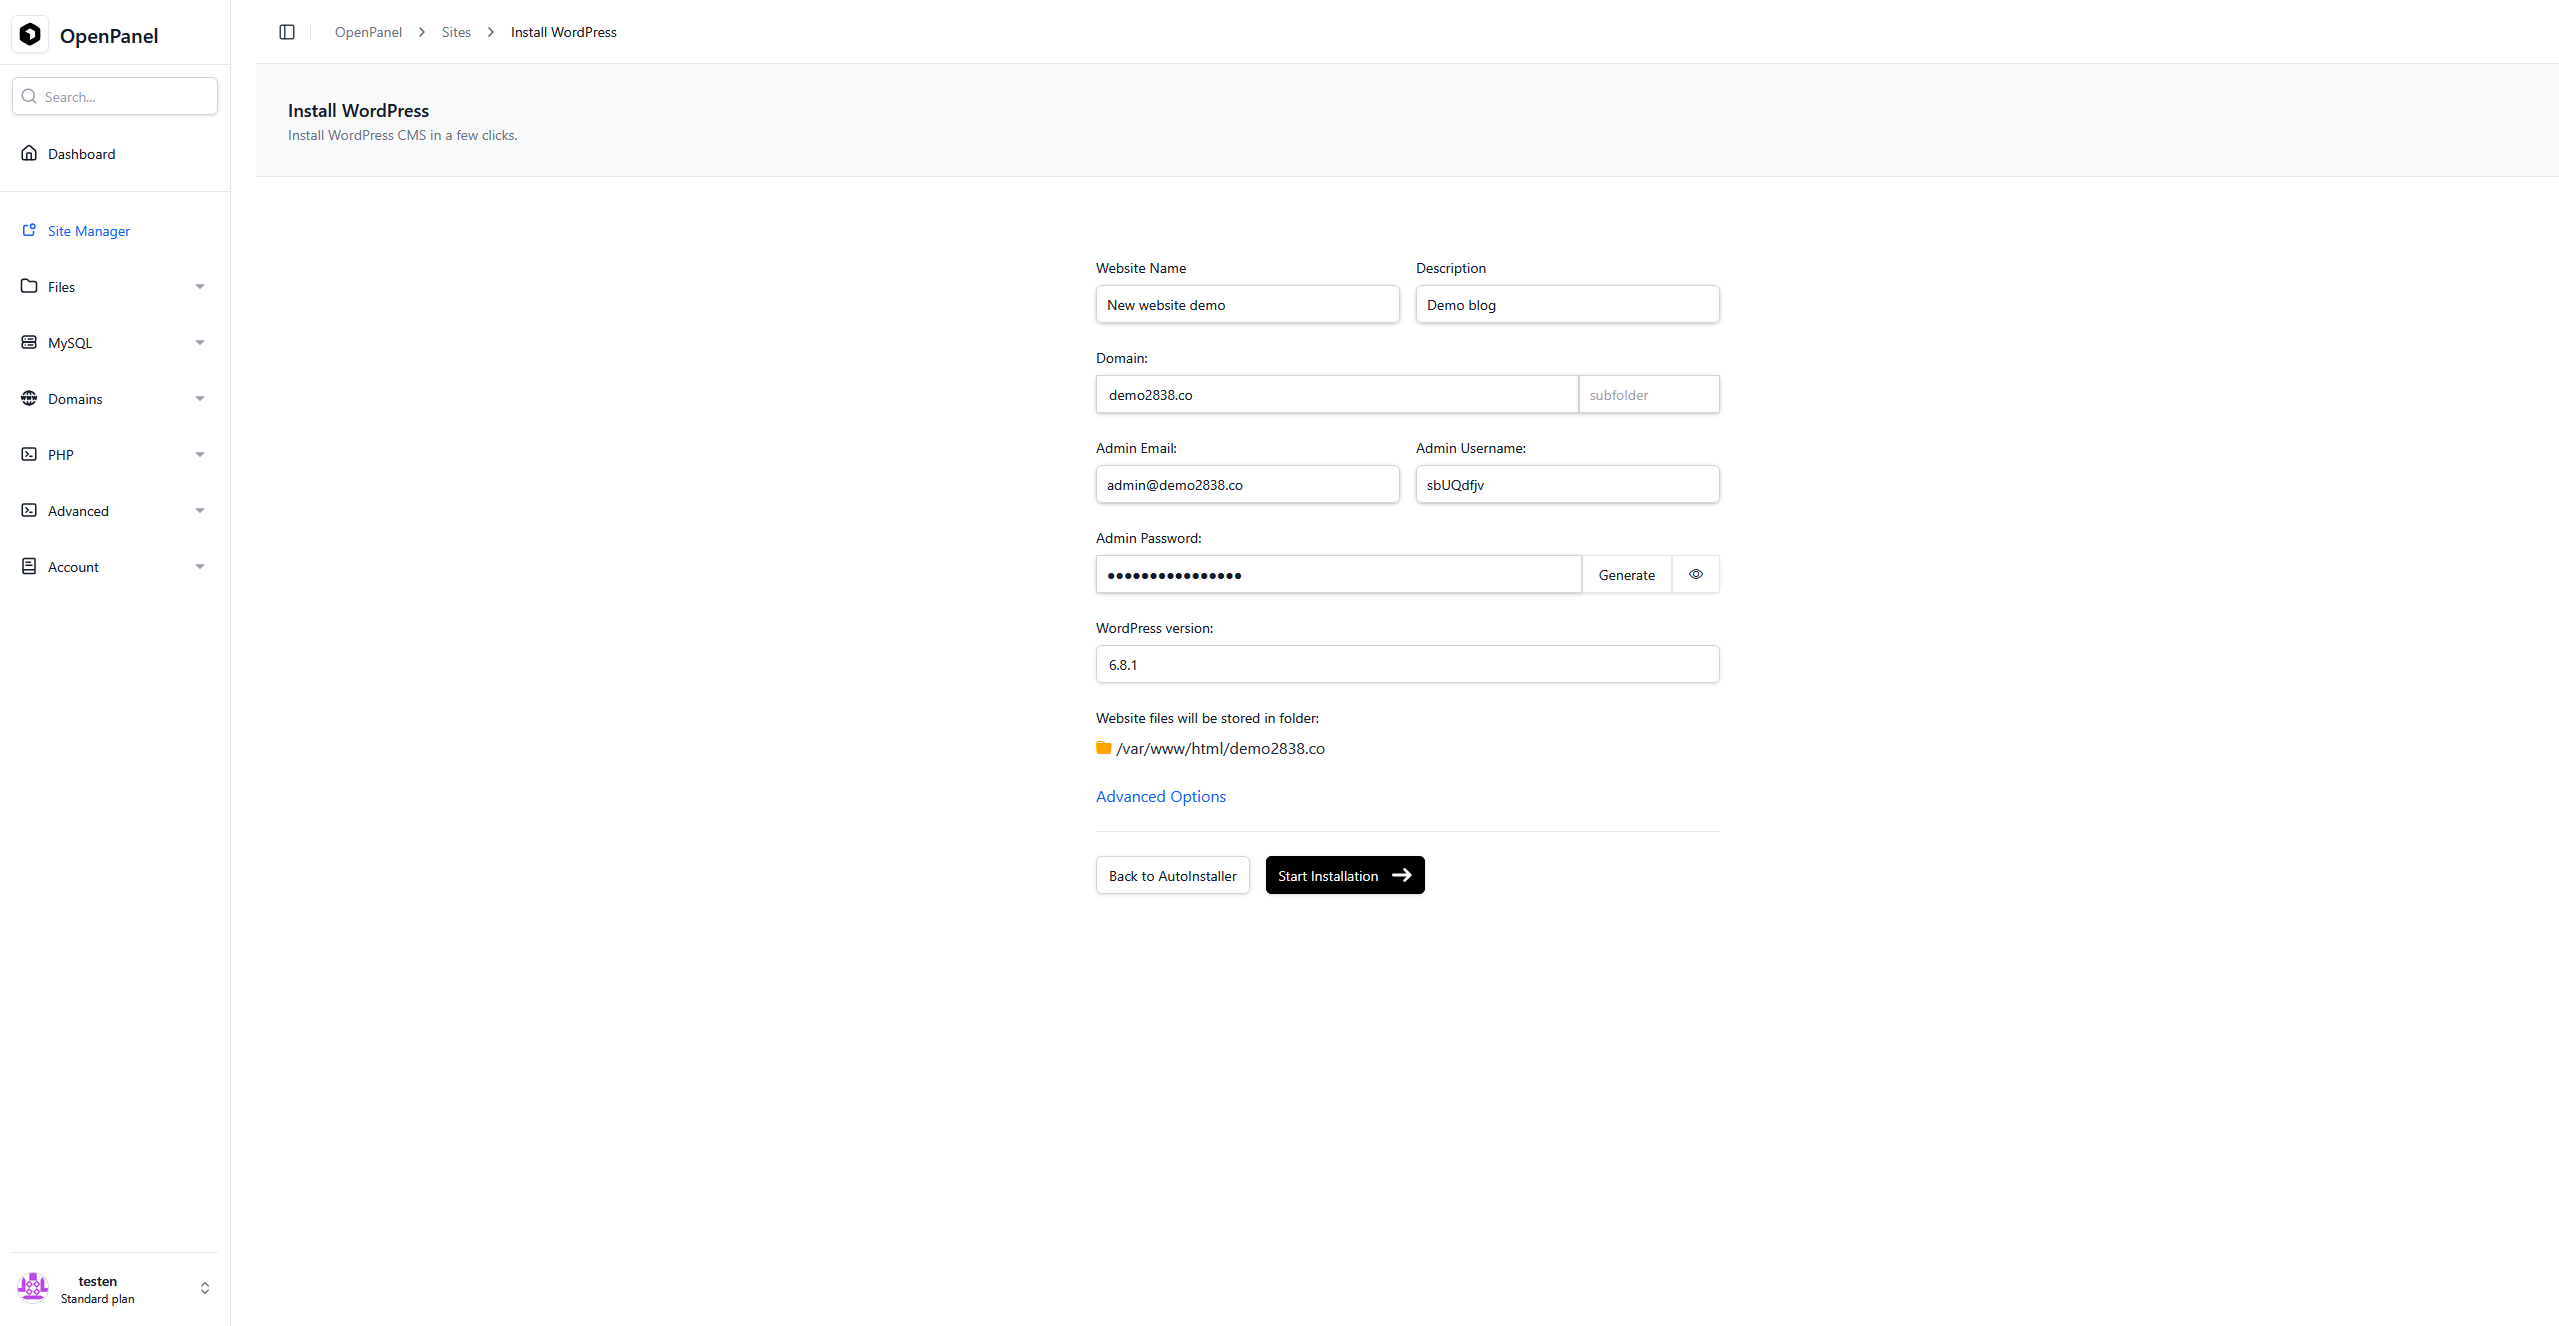 OpenPanel
Search...
Dashboard
Site Manager
Files
MySQL
Domains
PHP
Advanced
Account
testen
Standard plan
OpenPanel > Sites > Install WordPress
Install WordPress
Install WordPress CMS in a few clicks.
Website Name Description
New website demo Demo blog
Domain:
demo2838.co subfolder
Admin Email: Admin Username:
admin@demo2838.co sbUQdfjv
Admin Password:
•••••••••••••••• Generate
WordPress version:
6.8.1
Website files will be stored in folder:
/var/www/html/demo2838.co
Advanced Options
Back to AutoInstaller Start Installation